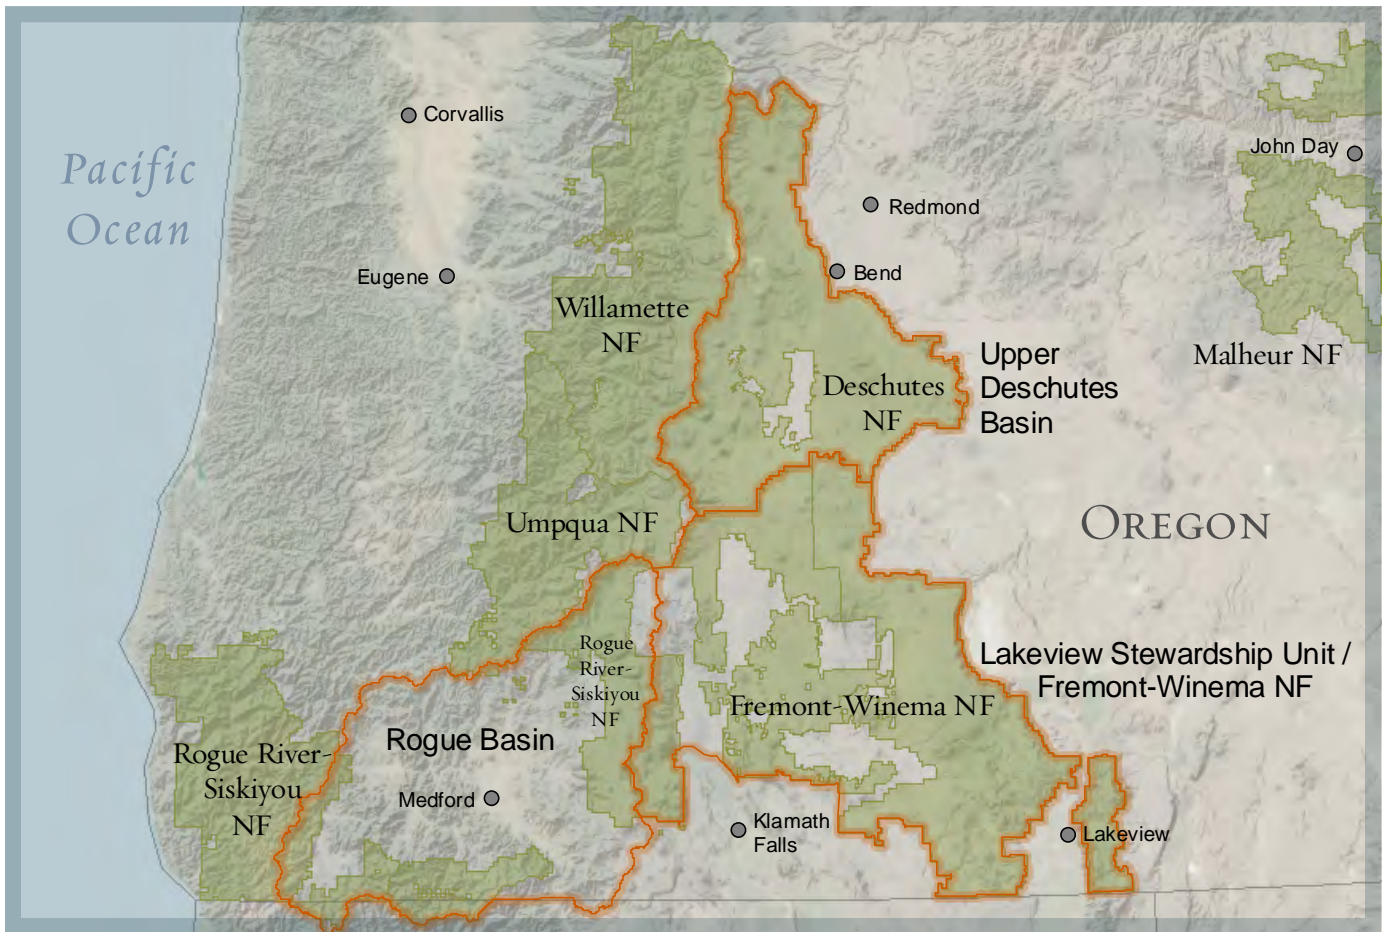 Corvallis
John Day
Pacific
Ocean
Redmond
Bend
Eugene
Willamette
NF
Malheur NF
Upper
Deschutes
Basin
Deschutes
NF
Umpqua NF
OREGON
Rogue
River-
Siskiyou
NF
Lakeview Stewardship Unit /
Fremont-Winema NF
Fremont-Winema NF
Rogue Basin
Rogue River-
Siskiyou
NF
Medford
Klamath
Falls
Lakeview